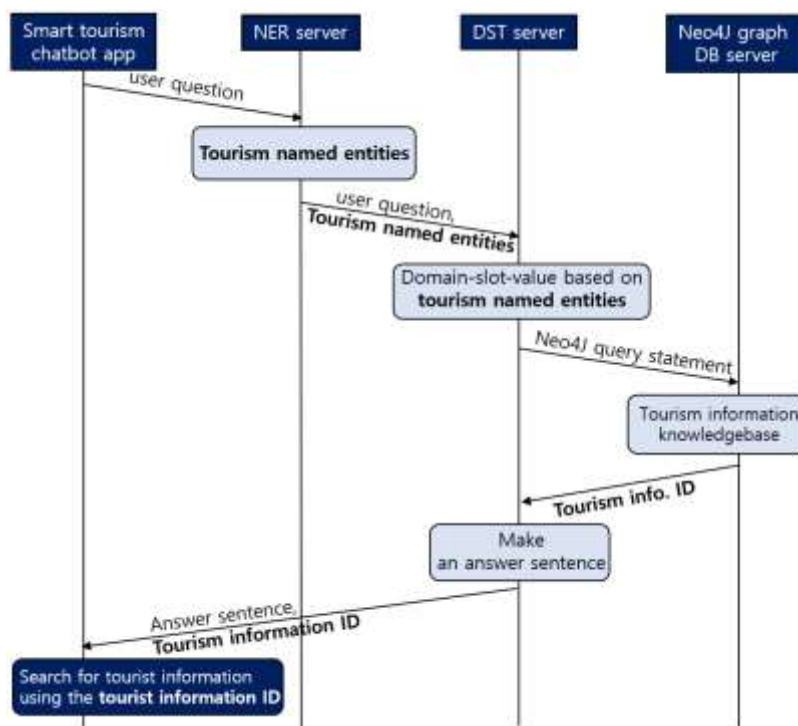 Smart tourism
chatbot app
NER server
DST server
Neo4J graph
DB server
user question
Tourism named entities
user question,
Tourism named entities
Domain-slot-value based on
tourism named entities
Neo4J query statement
Tourism information
knowledgebase
Tourism info. ID
Make
an answer sentence
Answer sentence,
Tourism information ID
Search for tourist information
using the tourist information ID